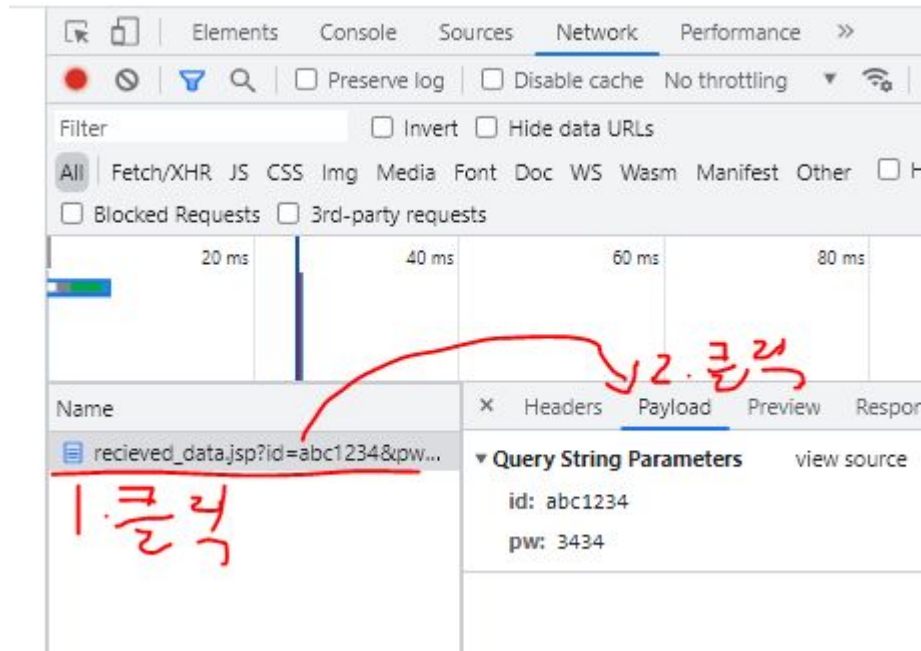 Elements Console Sources Network Performance »
Preserve log Disable cache No throttling
Filter Invert Hide data URLs
All Fetch/XHR JS CSS Img Media Font Doc WS Wasm Manifest Other H
Blocked Requests 3rd-party requests
20 ms 40 ms 60 ms 80 ms
2. 클릭
Name × Headers Payload Preview Respor
recieved_data.jsp?id=abc1234&pw... Query String Parameters view source
1. 클릭
id: abc1234
pw: 3434